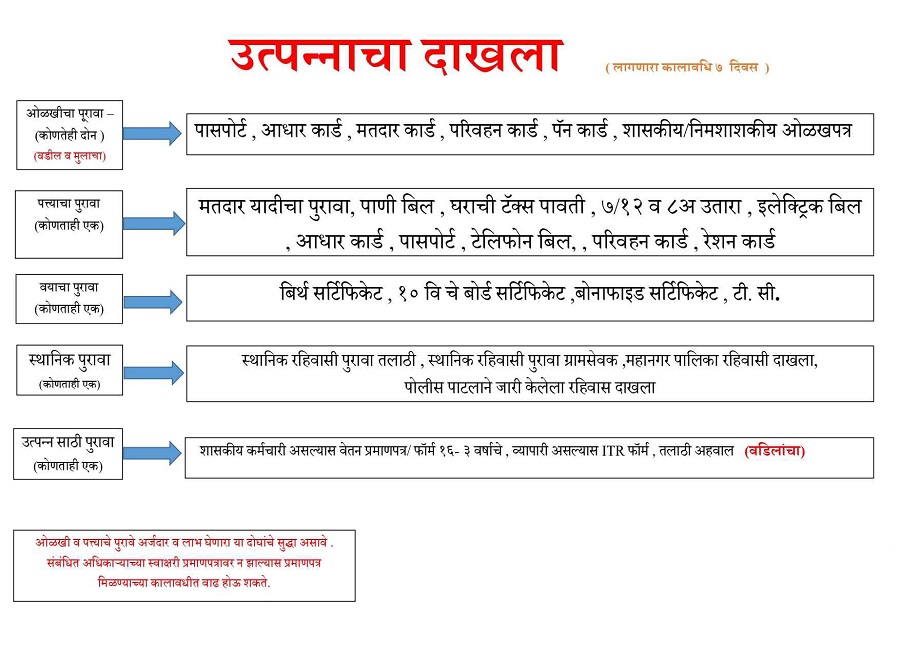 उत्पन्नाचा दाखला
( लागणारा कालावधि ७ दिवस )
ओळखीचा पूरावा –
(कोणतेही दोन )
(वडील व मुलाचा)
पासपोर्ट , आधार कार्ड , मतदार कार्ड , परिवहन कार्ड , पॅन कार्ड , शासकीय/निमशाशकीय ओळखपत्र
पत्त्याचा पुरावा
(कोणताही एक)
मतदार यादीचा पुरावा, पाणी बिल , घराची टॅक्स पावती , ७/१२ व ८अ उतारा , इलेक्ट्रिक बिल
, आधार कार्ड , पासपोर्ट , टेलिफोन बिल, , परिवहन कार्ड , रेशन कार्ड
वयाचा पुरावा
(कोणताही एक)
बिर्थ सर्टिफिकेट , १० वि चे बोर्ड सर्टिफिकेट ,बोनाफाइड सर्टिफिकेट , टी. सी.
स्थानिक पुरावा
(कोणताही एक)
स्थानिक रहिवासी पुरावा तलाठी , स्थानिक रहिवासी पुरावा ग्रामसेवक ,महानगर पालिका रहिवासी दाखला,
पोलीस पाटलाने जारी केलेला रहिवास दाखला
उत्पन्न साठी पुरावा
(कोणताही एक)
शासकीय कर्मचारी असल्यास वेतन प्रमाणपत्र/ फॉर्म १६- ३ वर्षाचे , व्यापारी असल्यास ITR फॉर्म , तलाठी अहवाल (वडिलांचा)
ओळखी व पत्त्याचे पुरावे अर्जदार व लाभ घेणारा या दोघांचे सुद्धा असावे .
संबंधित अधिकाऱ्याच्या स्वाक्षरी प्रमाणपत्रावर न झाल्यास प्रमाणपत्र
मिळण्याच्या कालावधीत वाढ होऊ शकते.